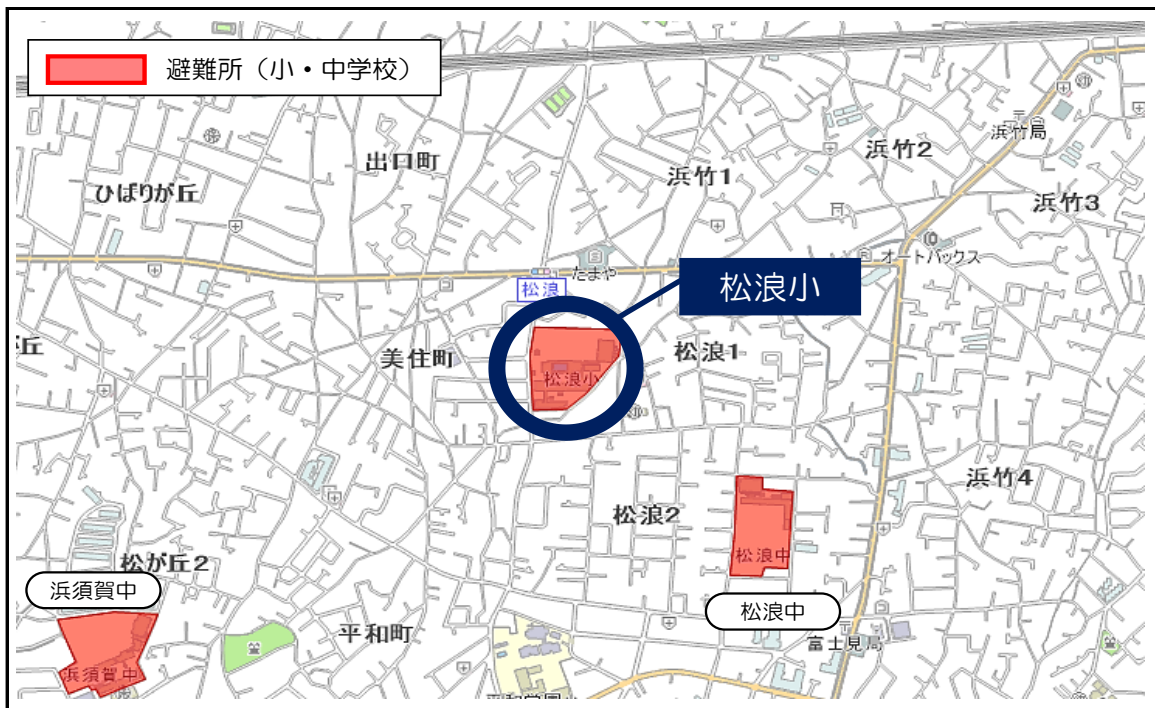 避難所（小・中学校）
浜竹局
浜竹2
出口町
浜竹1
ひばりが丘
浜竹3
オートバックス
たまや
松浪
松浪小
が丘
美住町
松浪1
松浪小
浜竹4
松浪2
松が丘2
松浪中
浜須賀中
松浪中
平和町
富士見局
浜須賀中